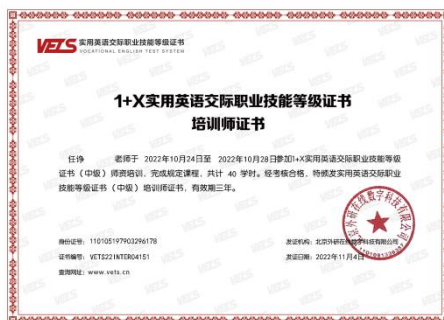 VETS 实用英语交际职业技能等级证书
VOCATIONAL ENGLISH TEST SYSTEM
1+X实用英语交际职业技能等级证书
培训师证书
任铮 老师于 2022年10月24日至 2022年10月28日参加1+X实用英语交际职业技能等级
证书（中级）师资培训，完成规定课程，共计 40 学时。经考核合格，特颁发实用英语交际职业
技能等级证书（中级）培训师证书，有效期三年。
身份证号：110105197903296178
证书编号：VETS22INTER04151
查询网址：www.vets.cn
发证机构：北京外研在线数字科技有限公司
发证日期：2022年11月4日